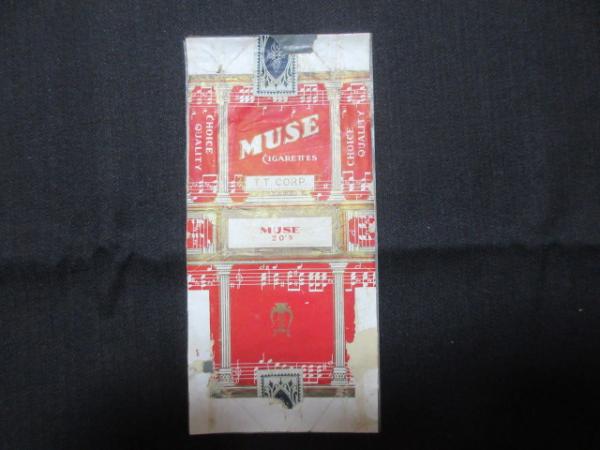 MUSE
CIGARETTES
T.T. CORP.
CHOICE
QUALITY
CHOICE
QUALITY
MUSE
20'S